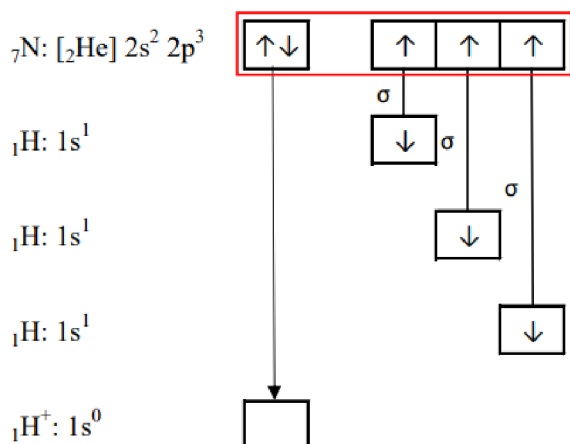 ₇N: [₂He] 2s² 2p³ ↑↓ ↑ ↑ ↑
σ
₁H: 1s¹ ↓ σ
σ
₁H: 1s¹ ↓
₁H: 1s¹ ↓
₁H⁺: 1s⁰